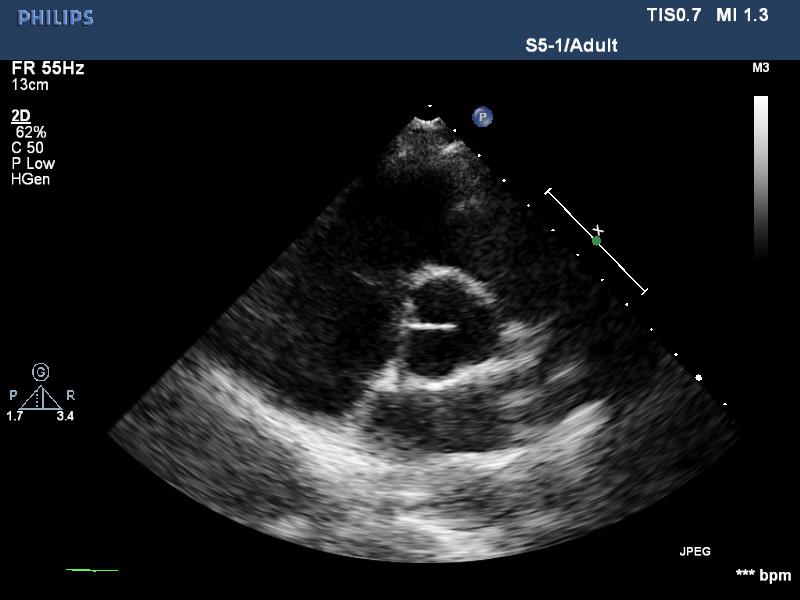 PHILIPS
TIS0.7 MI 1.3
S5-1/Adult
FR 55Hz
13cm
M3
2D
62%
C 50
P Low
HGen
P
G
P R
1.7 3.4
JPEG
*** bpm